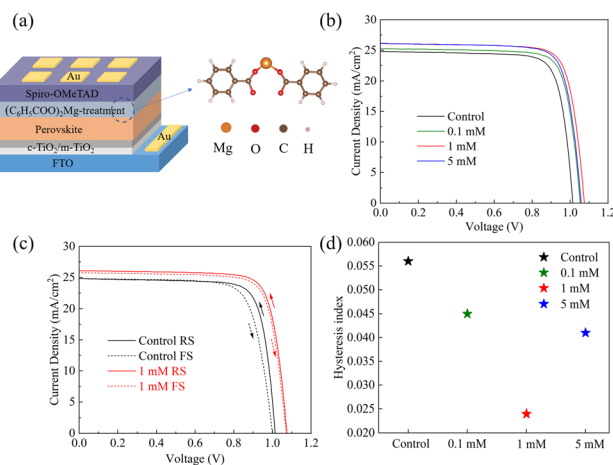 (a)
Au
Spiro-OMeTAD
(C6H5COO)2Mg-treatment
Perovskite
Au
c-TiO2/m-TiO2
FTO
Mg O C H
(b)
Current Density (mA/cm²)
30
25
20
15
10
5
0
Control
0.1 mM
1 mM
5 mM
0.0 0.2 0.4 0.6 0.8 1.0 1.2
Voltage (V)
(c)
Current Density (mA/cm²)
30
25
20
15
10
5
0
Control RS
Control FS
1 mM RS
1 mM FS
0.0 0.2 0.4 0.6 0.8 1.0 1.2
Voltage (V)
(d)
Hysteresis index
0.060
0.055
0.050
0.045
0.040
0.035
0.030
0.025
0.020
Control
0.1 mM
1 mM
5 mM
Control 0.1 mM 1 mM 5 mM